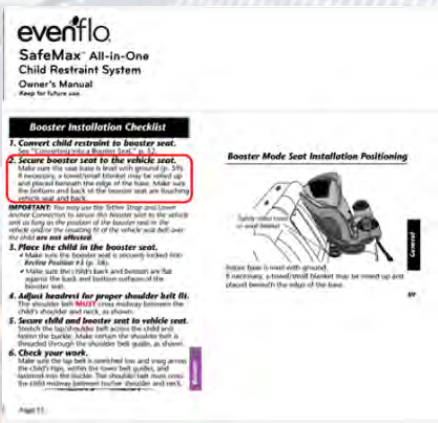 evenflo
SafeMax™ All-in-One
Child Restraint System
Owner's Manual
Keep for future use.
Booster Installation Checklist
1. Convert child restraint to booster seat.
See "Converting into a Booster Seat," p. 52.
2. Secure booster seat to the vehicle seat.
Make sure the seat base is level with ground (p. 59).
If necessary, a towel/small blanket may be rolled up
and placed beneath the edge of the base. Make sure
the bottom and back of the booster seat are touching
vehicle seat and back.
IMPORTANT: You may use the Tether Strap and Lower
Anchor Connectors to secure the booster seat to the vehicle
seat as long as the position of the booster seat in the
vehicle and/or the resulting fit of the vehicle seat belt over
the child are not affected.
3. Place the child in the booster seat.
✓ Make sure the booster seat is securely locked into
Recline Position #3 (p. 58).
✓ Make sure the child's back and bottom are flat
against the back and bottom surfaces of the
booster seat.
4. Adjust headrest for proper shoulder belt fit.
The shoulder belt MUST cross midway between the
child's shoulder and neck, as shown.
5. Secure child and booster seat to vehicle seat.
Stretch the lap/shoulder belt across the child and
fasten the buckle. Make certain the shoulder belt is
threaded through the shoulder belt guide, as shown.
6. Check your work.
Make sure the lap belt is stretched low and snug across
the child's hips, within the lower belt guides, and
fastened into the buckle. The shoulder belt must cross
the child midway between his/her shoulder and neck.
Page 11
Booster Mode Seat Installation Positioning
Tightly rolled towel
or small blanket
General
Ensure base is level with ground.
If necessary, a towel/small blanket may be rolled up and
placed beneath the edge of the base.
59